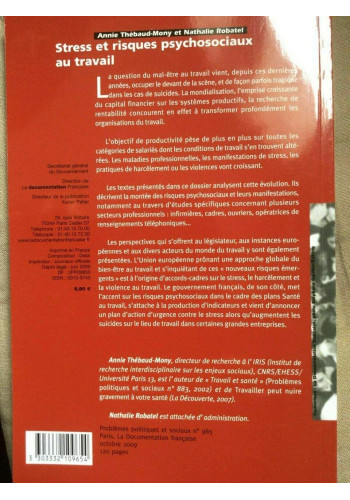 Annie Thébaud-Mony et Nathalie Robatel
Stress et risques psychosociaux
au travail
La question du mal-être au travail vient, depuis ces dernières
années, occuper le devant de la scène, et de façon parfois tragique
dans les cas de suicides. La mondialisation, l'emprise croissante
du capital financier sur les systèmes productifs, la recherche de
rentabilité concourent en effet à transformer profondément les
organisations du travail.
L'objectif de productivité pèse de plus en plus sur toutes les
catégories de salariés dont les conditions de travail s'en trouvent alté-
rées. Les maladies professionnelles, les manifestations de stress, les
pratiques de harcèlement ou les violences vont croissant.
Les textes présentés dans ce dossier analysent cette évolution. Ils
décrivent la montée des risques psychosociaux et leurs manifestations,
notamment au travers d'études spécifiques concernant plusieurs
secteurs professionnels : infirmières, cadres, ouvriers, opératrices de
renseignements téléphoniques...
Les perspectives qui s'offrent au législateur, aux instances euro-
péennes et aux divers acteurs du monde du travail y sont également
présentées. L'Union européenne prônant une approche globale du
bien-être au travail et s'inquiétant de ces « nouveaux risques émer-
gents » est à l'origine d'accords-cadres sur le stress, le harcèlement et
la violence au travail. Le gouvernement français, de son côté, met
l'accent sur les risques psychosociaux dans le cadre des plans Santé
au travail, s'attache à la production d'indicateurs et vient d'annoncer
un plan d'action d'urgence contre le stress alors qu'augmentent les
suicides sur le lieu de travail dans certaines grandes entreprises.
Annie Thébaud-Mony, directeur de recherche à l'IRIS (Institut de
recherche interdisciplinaire sur les enjeux sociaux), CNRS/EHESS/
Université Paris 13, est l'auteur de « Travail et santé » (Problèmes
politiques et sociaux n° 883, 2002) et de Travailler peut nuire
gravement à votre santé (La Découverte, 2007).
Nathalie Robatel est attachée d'administration.
Problèmes politiques et sociaux n° 965
Paris, La Documentation française
octobre 2009
120 pages
Secrétariat général
du Gouvernement
Direction de
La documentation Française
Directeur de la publication
29, quai Voltaire
75344 Paris Cedex 07
Téléphone : 01 40 15 70 00
Télécopie : 01 40 15 72 30
www.ladocumentationfrancaise.fr
Imprimé en France
3 303332 109654